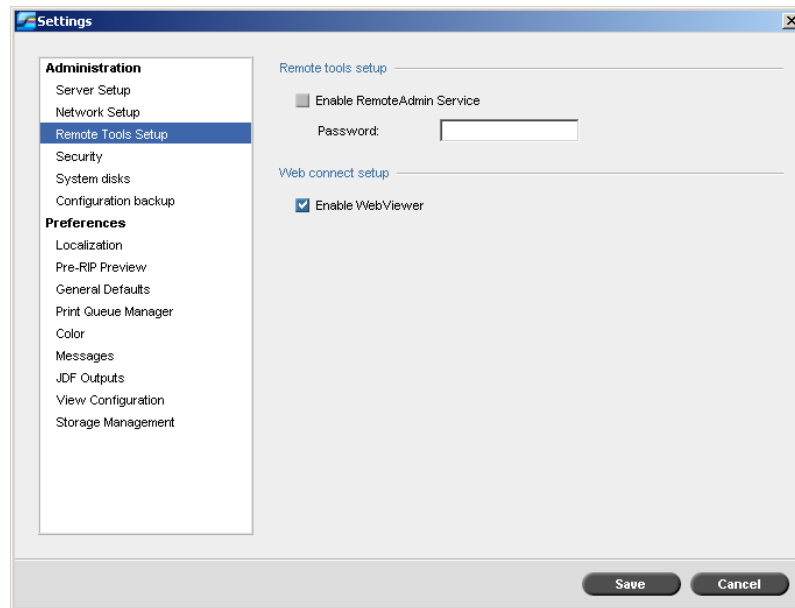 Settings
Administration
Server Setup
Network Setup
Remote Tools Setup
Security
System disks
Configuration backup
Preferences
Localization
Pre-RIP Preview
General Defaults
Print Queue Manager
Color
Messages
JDF Outputs
View Configuration
Storage Management
Remote tools setup
Enable RemoteAdmin Service
Password:
Web connect setup
Enable WebViewer
Save
Cancel